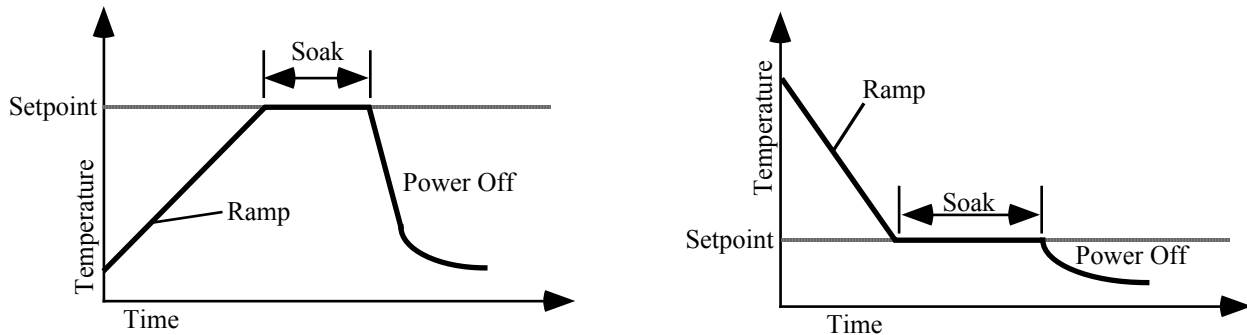 Soak
Setpoint
Temperature
Ramp
Power Off
Time
Ramp
Temperature
Soak
Setpoint
Power Off
Time